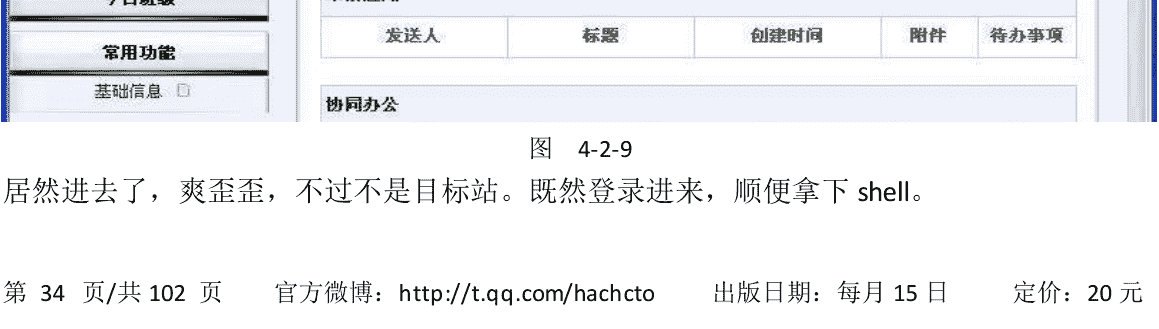 发送人 标题 创建时间 附件 待办事项
常用功能
基础信息
协同办公
图 4-2-9
居然进去了，爽歪歪，不过不是目标站。既然登录进来，顺便拿下 shell。
第 34 页/共 102 页 官方微博：http://t.qq.com/hachcto 出版日期：每月 15 日 定价：20 元